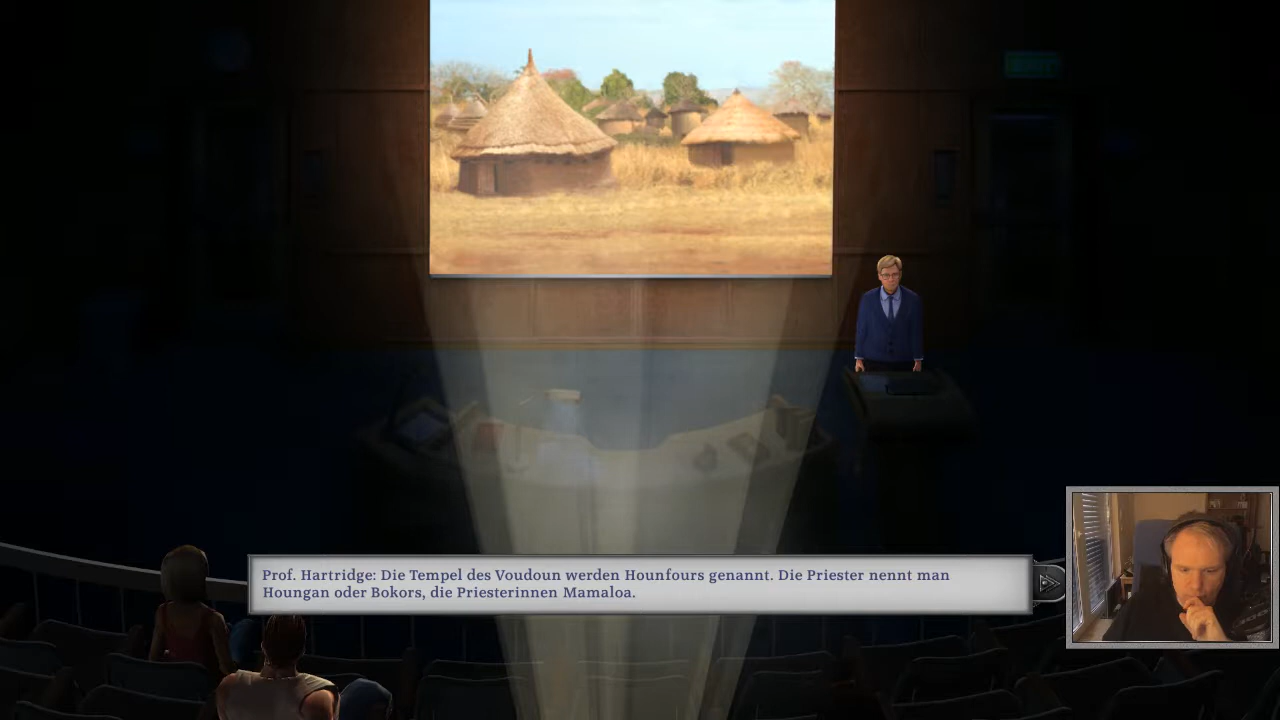 Prof. Hartridge: Die Tempel des Voudoun werden Hounfours genannt. Die Priester nennt man
Houngan oder Bokors, die Priesterinnen Mamaloa.